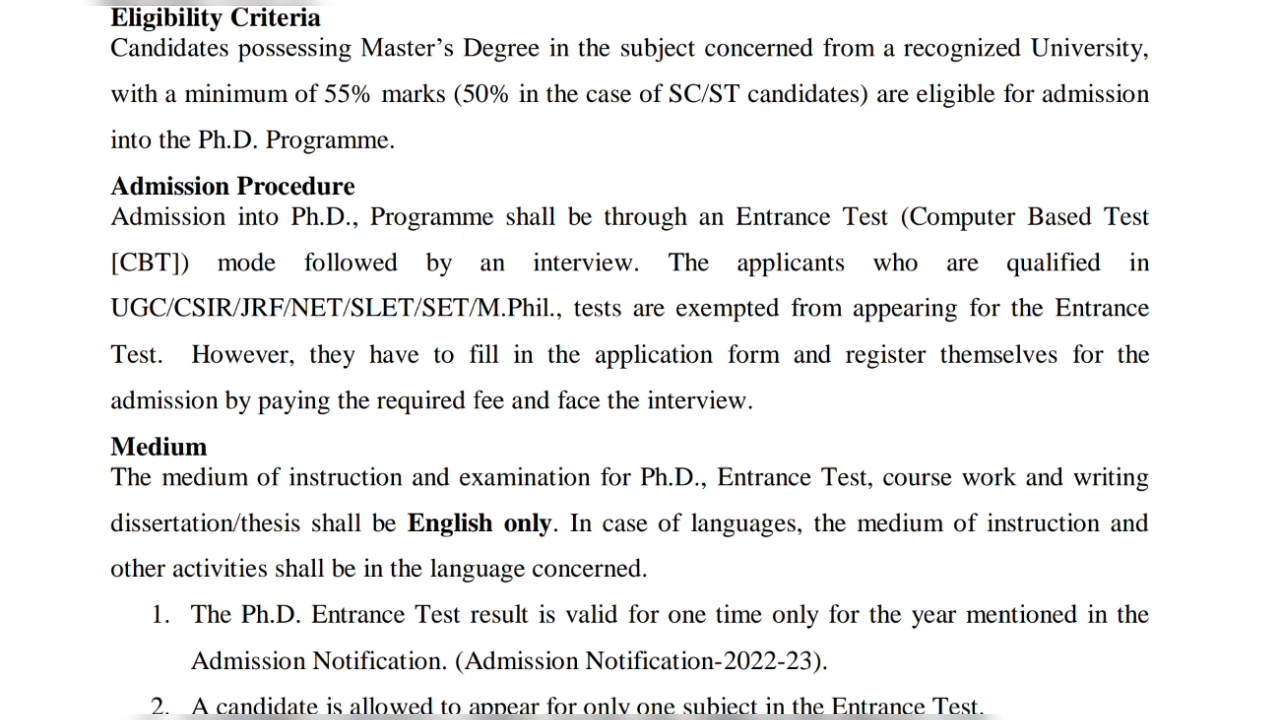 Eligibility Criteria
Candidates possessing Master’s Degree in the subject concerned from a recognized University,
with a minimum of 55% marks (50% in the case of SC/ST candidates) are eligible for admission
into the Ph.D. Programme.
Admission Procedure
Admission into Ph.D., Programme shall be through an Entrance Test (Computer Based Test
[CBT]) mode followed by an interview. The applicants who are qualified in
UGC/CSIR/JRF/NET/SLET/SET/M.Phil., tests are exempted from appearing for the Entrance
Test. However, they have to fill in the application form and register themselves for the
admission by paying the required fee and face the interview.
Medium
The medium of instruction and examination for Ph.D., Entrance Test, course work and writing
dissertation/thesis shall be English only. In case of languages, the medium of instruction and
other activities shall be in the language concerned.
1. The Ph.D. Entrance Test result is valid for one time only for the year mentioned in the
Admission Notification. (Admission Notification-2022-23).
2. A candidate is allowed to appear for only one subject in the Entrance Test.